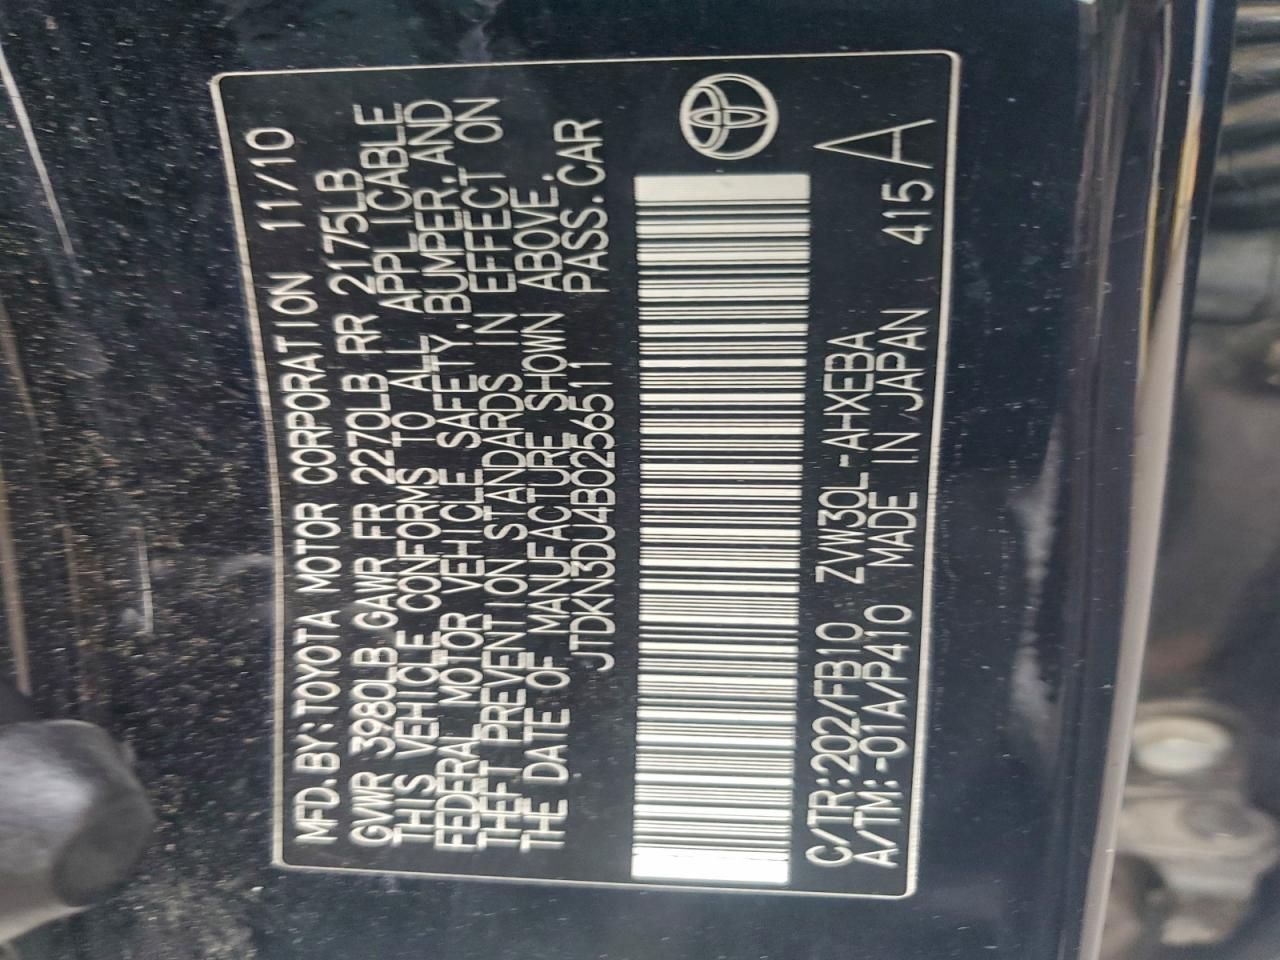 MFD.BY:TOYOTA MOTOR CORPORATION 11/10
GVWR 3980LB GAWR FR 2270LB RR 2175LB
THIS VEHICLE CONFORMS TO ALL APPLICABLE
FEDERAL MOTOR VEHICLE SAFETY, BUMPER, AND
THEFT PREVENTION STANDARDS IN EFFECT ON
THE DATE OF MANUFACTURE SHOWN ABOVE.
JTDKN3DU4B0256511 PASS.CAR
C/TR:202/FB10 ZVW30L-AHXEBA
A/TM:-01A/P410 MADE IN JAPAN 415A